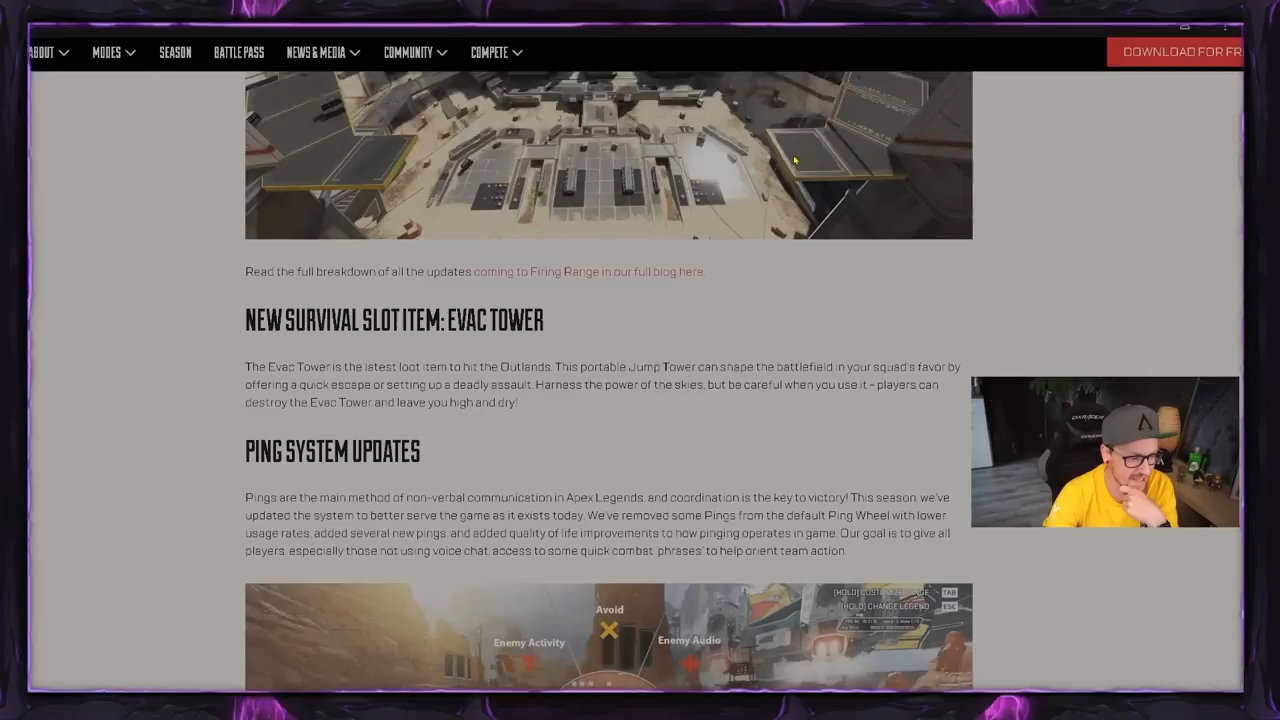 ABOUT MODES SEASON BATTLE PASS NEWS & MEDIA COMMUNITY COMPETE DOWNLOAD FOR FR
Read the full breakdown of all the updates coming to Firing Range in our full blog here.
NEW SURVIVAL SLOT ITEM: EVAC TOWER
The Evac Tower is the latest loot item to hit the Outlands. This portable Jump Tower can shape the battlefield in your squad's favor by
offering a quick escape or setting up a deadly assault. Harness the power of the skies, but be careful when you use it - players can
destroy the Evac Tower and leave you high and dry!
PING SYSTEM UPDATES
Pings are the main method of non-verbal communication in Apex Legends, and coordination is the key to victory! This season, we've
updated the system to better serve the game as it exists today. We've removed some Pings from the default Ping Wheel with lower
usage rates, added several new pings, and added quality of life improvements to how pinging operates in game. Our goal is to give all
players, especially those not using voice chat, access to some quick combat 'phrases' to help orient team action.
[HOLD] CUSTOMIZE RANGE TAB
[HOLD] CHANGE LEGEND ESC
Avoid
Enemy Activity
Enemy Audio